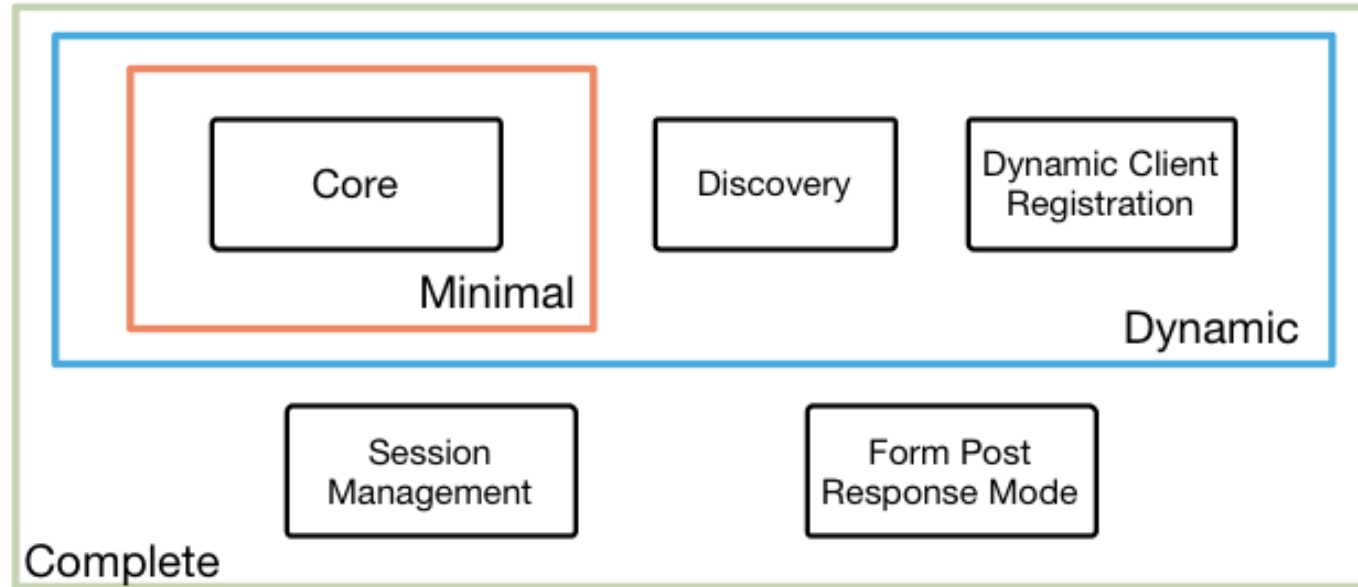 Core
Discovery
Dynamic Client
Registration
Minimal
Dynamic
Session
Management
Form Post
Response Mode
Complete